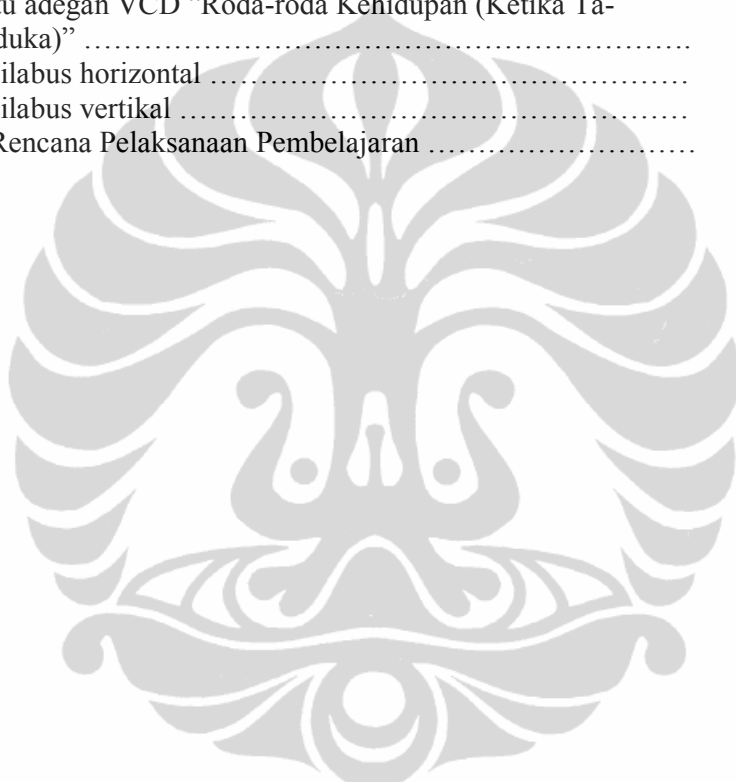 adegan VCD "Roda-roda Kehidupan (Ketika Ta-
duka)" ……………………………………………………….
ilabus horizontal ……………………………………………
ilabus vertikal ………………………………………………
Rencana Pelaksanaan Pembelajaran ………………………